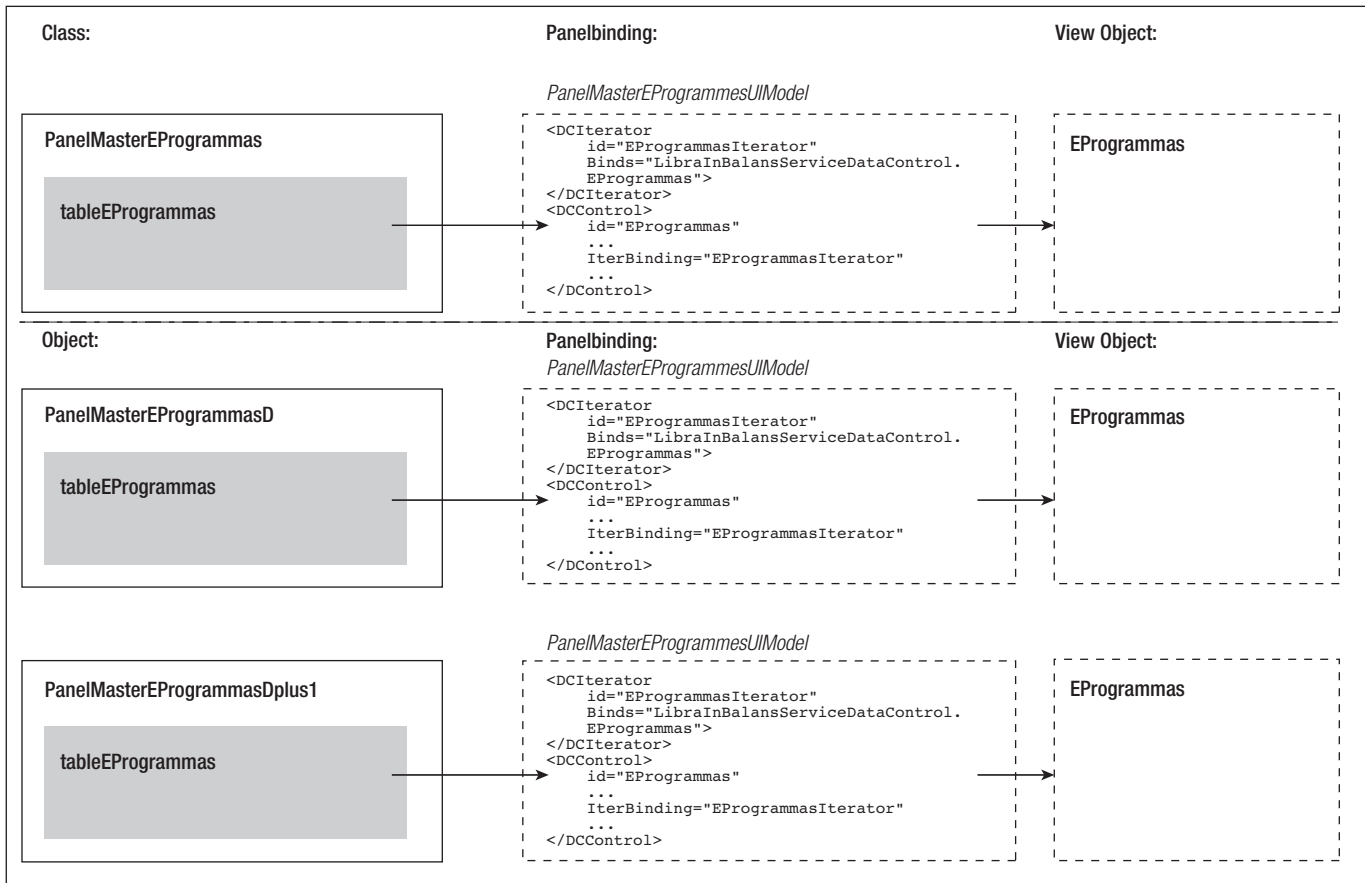 Class:
Panelbinding:
View Object:
PanelMasterEProgrammesUIModel
PanelMasterEProgrammas
tableEProgrammas
<DCIterator
id="EProgrammasIterator"
Binds="LibraInBalansServiceDataControl.
EProgrammas">
</DCIterator>
<DCControl>
id="EProgrammas"
...
IterBinding="EProgrammasIterator"
...
</DControl>
EProgrammas
Object:
Panelbinding:
View Object:
PanelMasterEProgrammesUIModel
PanelMasterEProgrammasD
tableEProgrammas
<DCIterator
id="EProgrammasIterator"
Binds="LibraInBalansServiceDataControl.
EProgrammas">
</DCIterator>
<DCControl>
id="EProgrammas"
...
IterBinding="EProgrammasIterator"
...
</DControl>
EProgrammas
PanelMasterEProgrammesUIModel
PanelMasterEProgrammasDplus1
tableEProgrammas
<DCIterator
id="EProgrammasIterator"
Binds="LibraInBalansServiceDataControl.
EProgrammas">
</DCIterator>
<DCControl>
id="EProgrammas"
...
IterBinding="EProgrammasIterator"
...
</DCControl>
EProgrammas